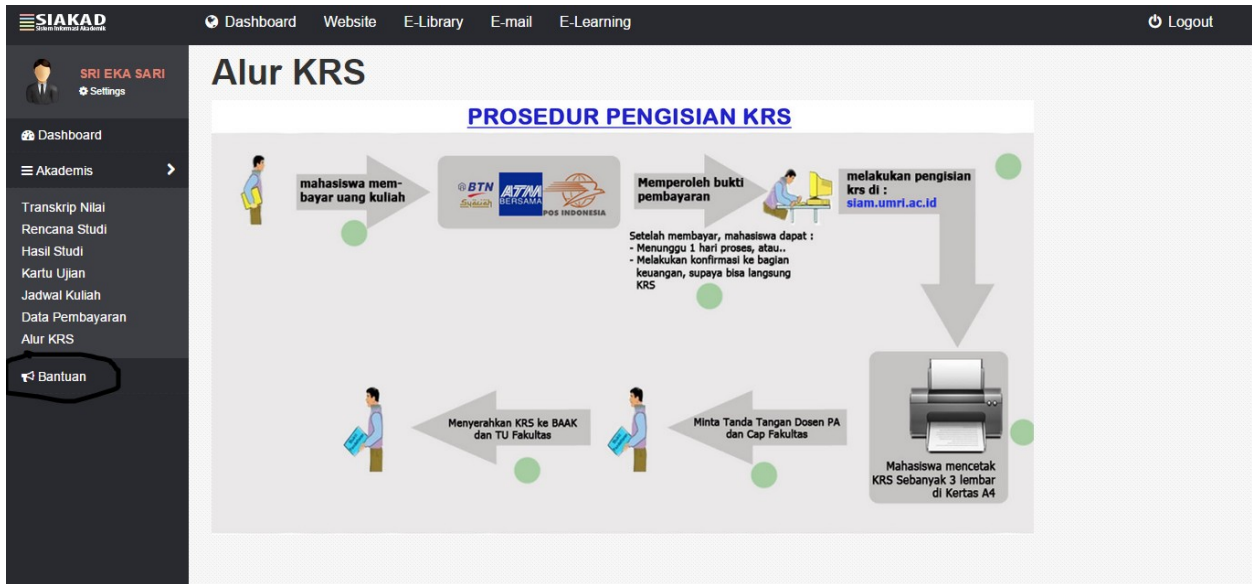 SIAKAD
Sistem Informasi Akademik
Dashboard
Website
E-Library
E-mail
E-Learning
Logout
SRI EKA SARI
Settings
Dashboard
Akademis
Transkrip Nilai
Rencana Studi
Hasil Studi
Kartu Ujian
Jadwal Kuliah
Data Pembayaran
Alur KRS
Bantuan
Alur KRS
PROSEDUR PENGISIAN KRS
mahasiswa mem-
bayar uang kuliah
BTN
Syariah
ATM
BERSAMA
POS INDONESIA
Memperoleh bukti
pembayaran
Setelah membayar, mahasiswa dapat :
- Menunggu 1 hari proses, atau..
- Melakukan konfirmasi ke bagian
keuangan, supaya bisa langsung
KRS
melakukan pengisian
krs di :
siam.umri.ac.id
Mahasiswa mencetak
KRS Sebanyak 3 lembar
di Kertas A4
Minta Tanda Tangan Dosen PA
dan Cap Fakultas
Menyerahkan KRS ke BAAK
dan TU Fakultas